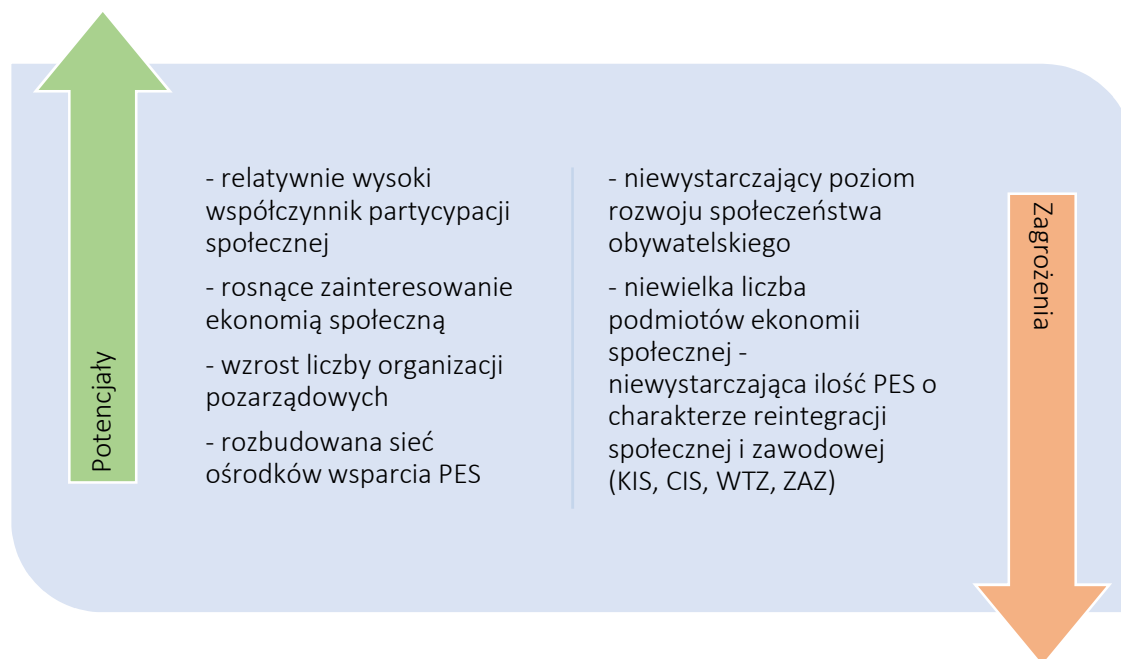 Potencjały
- relatywnie wysoki
współczynnik partycypacji
społecznej
- rosnące zainteresowanie
ekonomią społeczną
- wzrost liczby organizacji
pozarządowych
- rozbudowana sieć
ośrodków wsparcia PES
- niewystarczający poziom
rozwoju społeczeństwa
obywatelskiego
- niewielka liczba
podmiotów ekonomii
społecznej -
niewystarczająca ilość PES o
charakterze reintegracji
społecznej i zawodowej
(KIS, CIS, WTZ, ZAZ)
Zagrożenia